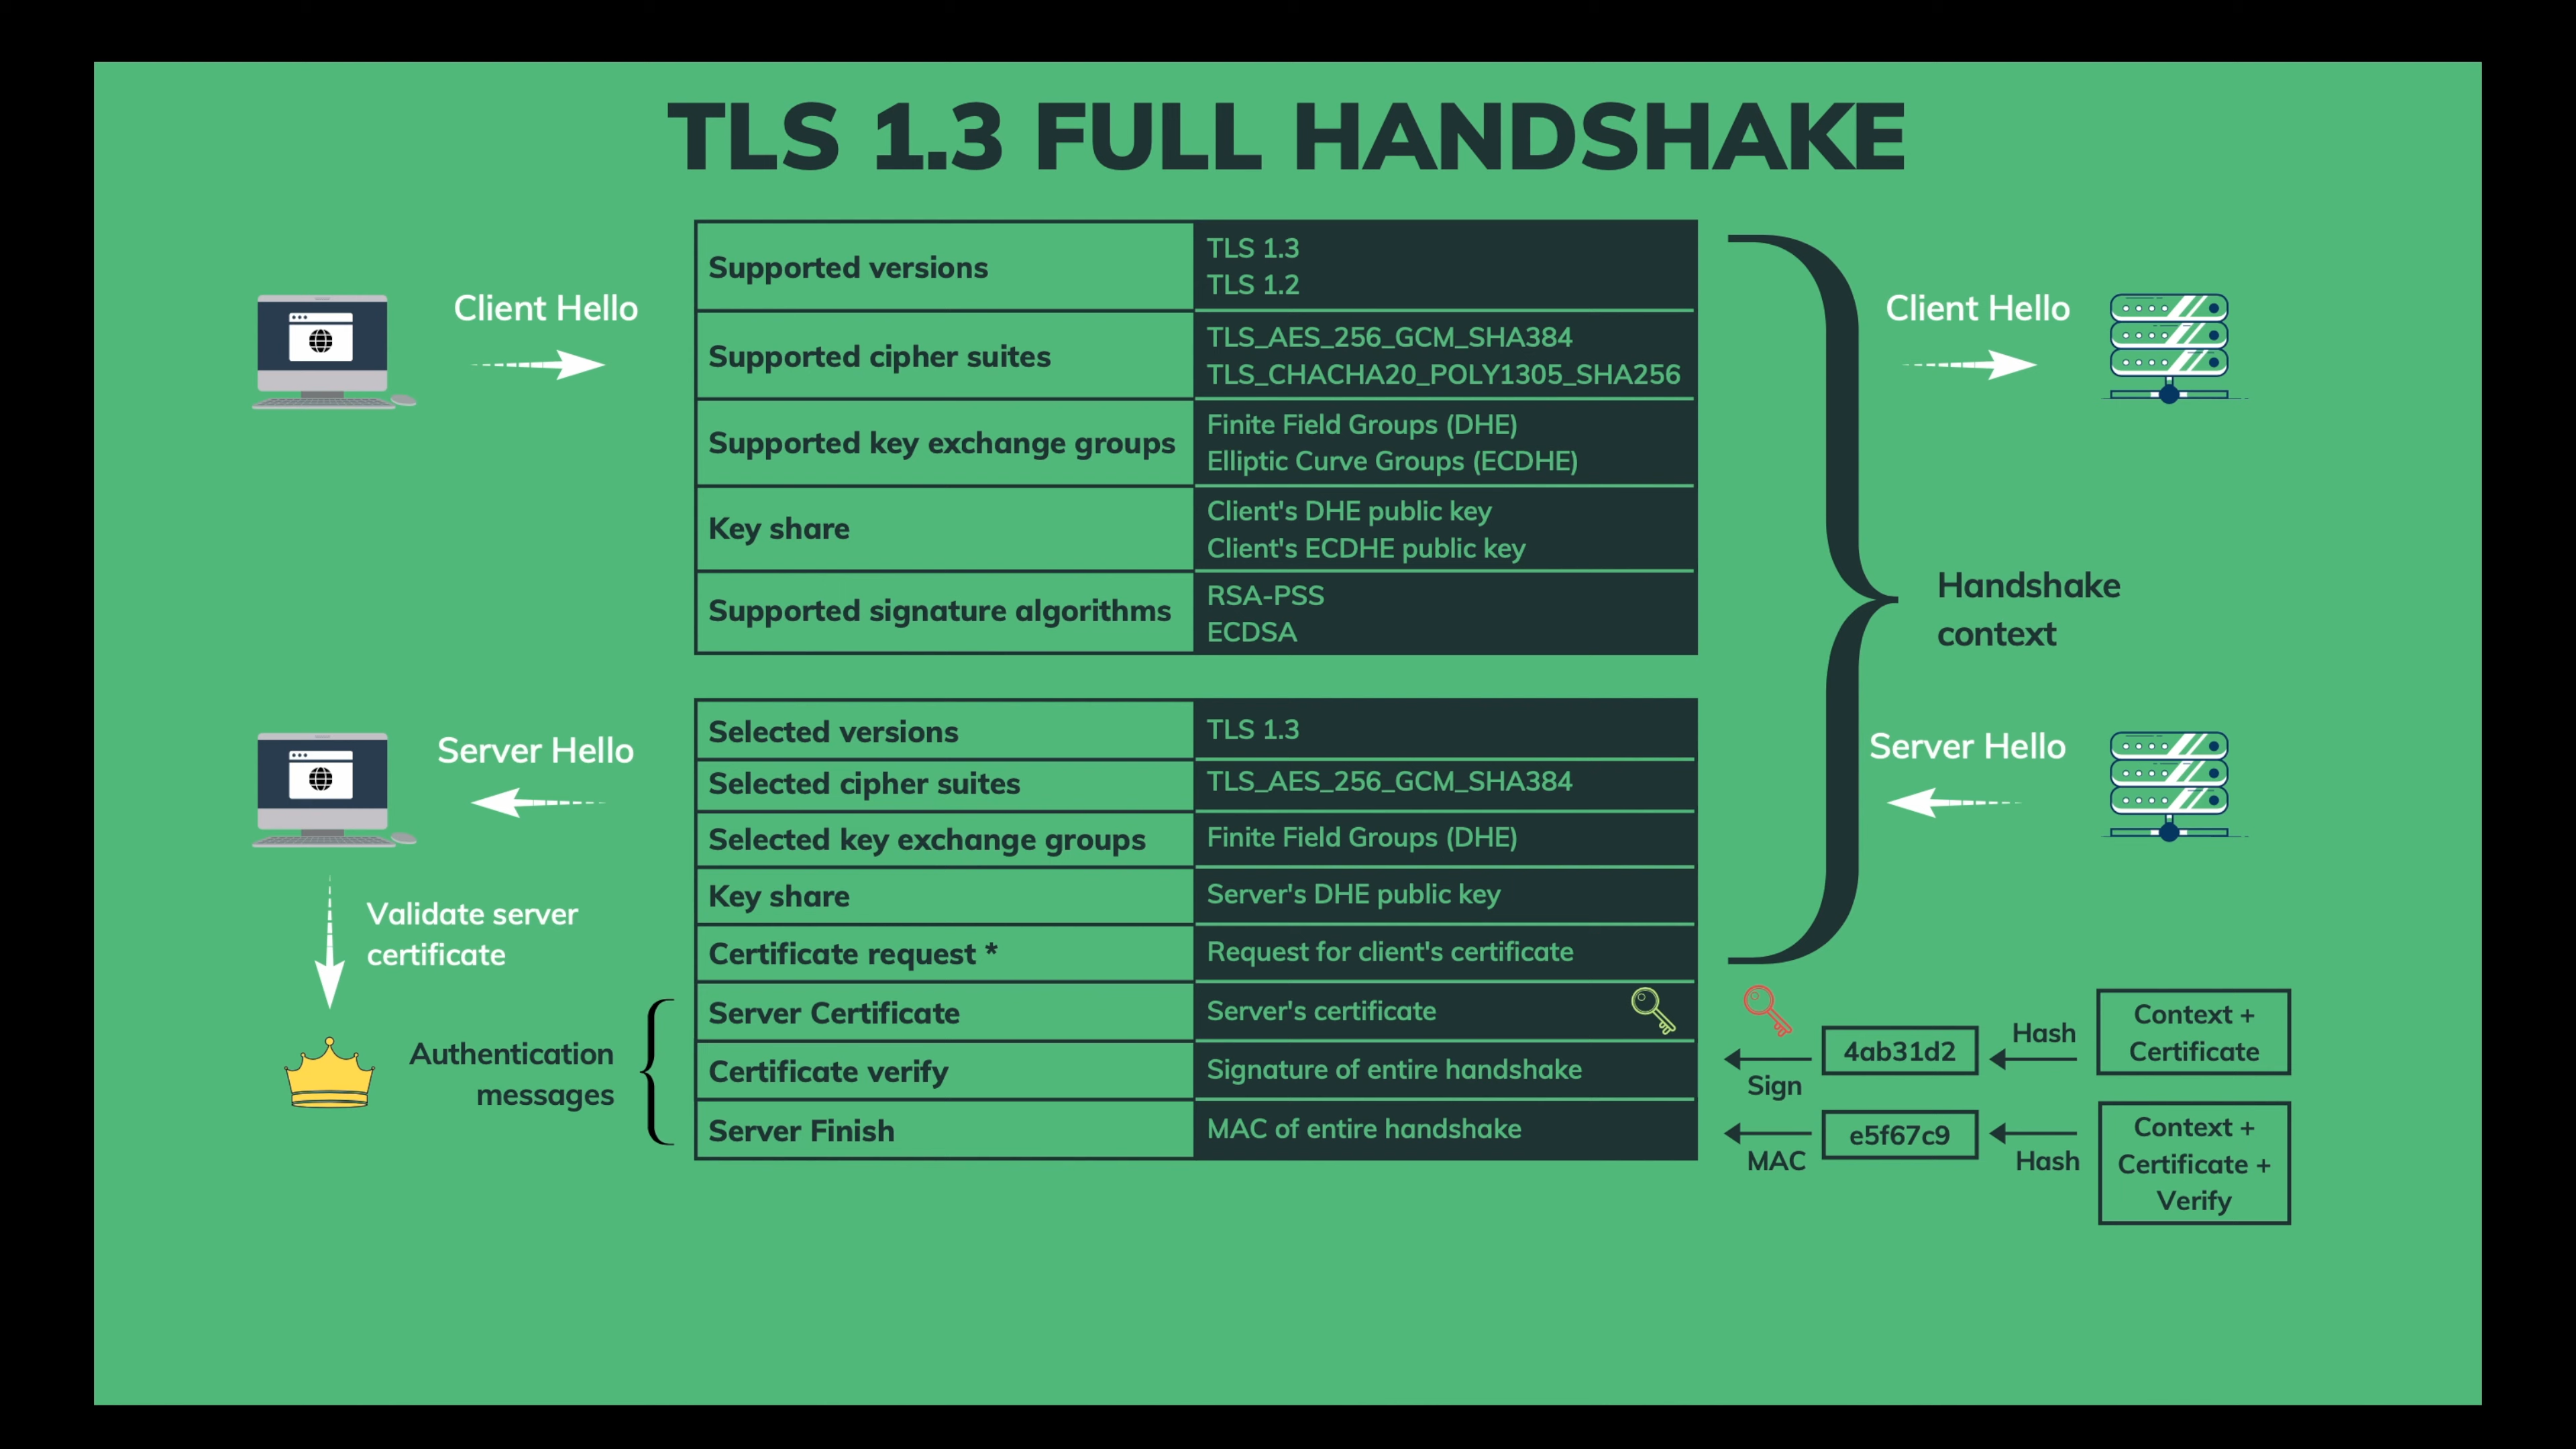 TLS 1.3 FULL HANDSHAKE
Client Hello
Supported versions
TLS 1.3
TLS 1.2
Supported cipher suites
TLS_AES_256_GCM_SHA384
TLS_CHACHA20_POLY1305_SHA256
Supported key exchange groups
Finite Field Groups (DHE)
Elliptic Curve Groups (ECDHE)
Key share
Client's DHE public key
Client's ECDHE public key
Supported signature algorithms
RSA-PSS
ECDSA
Client Hello
Handshake
context
Server Hello
Selected versions
TLS 1.3
Selected cipher suites
TLS_AES_256_GCM_SHA384
Selected key exchange groups
Finite Field Groups (DHE)
Key share
Server's DHE public key
Certificate request *
Request for client's certificate
Server Certificate
Server's certificate
Certificate verify
Signature of entire handshake
Server Finish
MAC of entire handshake
Server Hello
Validate server
certificate
Authentication
messages
Sign
4ab31d2
Hash
Context +
Certificate
MAC
e5f67c9
Hash
Context +
Certificate +
Verify